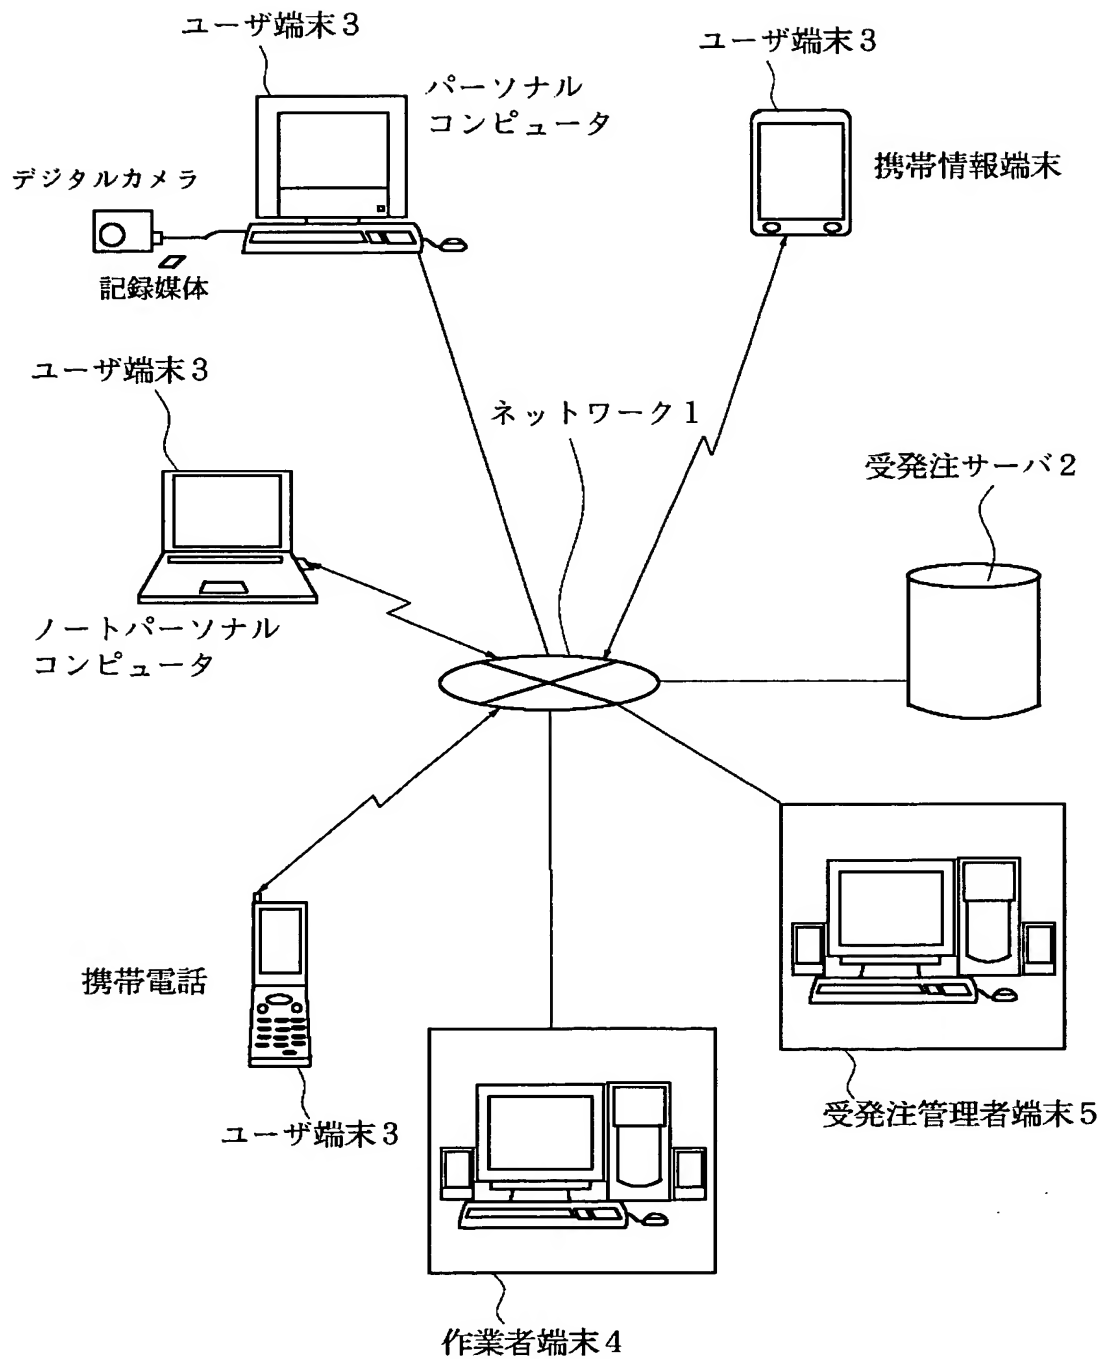 ユーザ端末3
ユーザ端末3
パーソナル
コンピュータ
デジタルカメラ
携帯情報端末
記録媒体
ユーザ端末3
ネットワーク1
受発注サーバ2
ノートパーソナル
コンピュータ
携帯電話
ユーザ端末3
受発注管理者端末5
作業者端末4